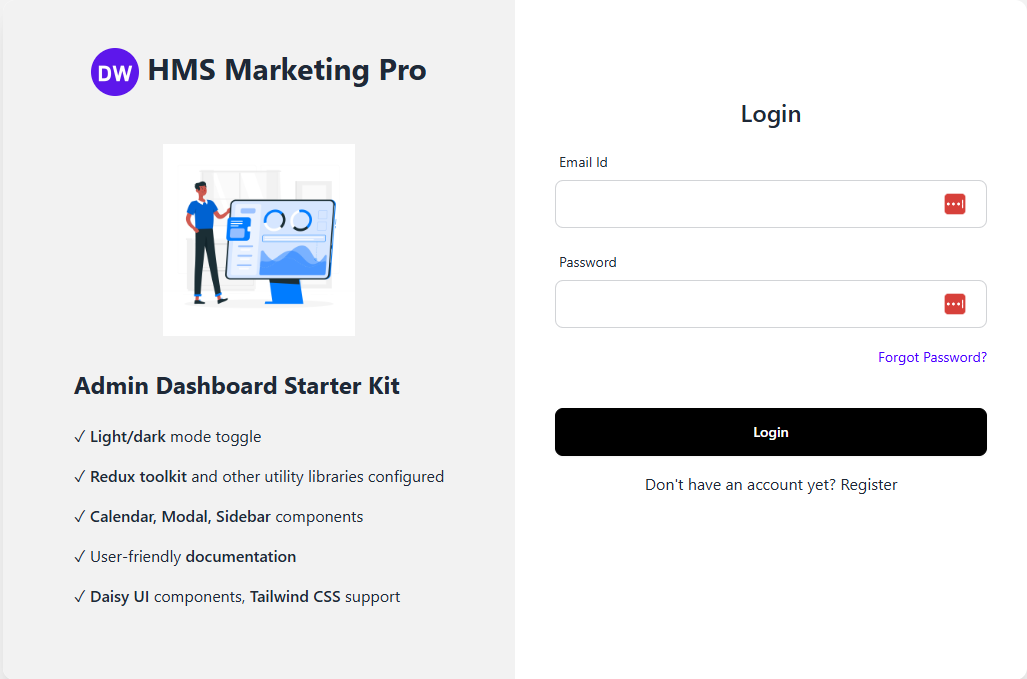 DW HMS Marketing Pro
Admin Dashboard Starter Kit
✓ Light/dark mode toggle
✓ Redux toolkit and other utility libraries configured
✓ Calendar, Modal, Sidebar components
✓ User-friendly documentation
✓ Daisy UI components, Tailwind CSS support
Login
Email Id
Password
Forgot Password?
Login
Don't have an account yet? Register